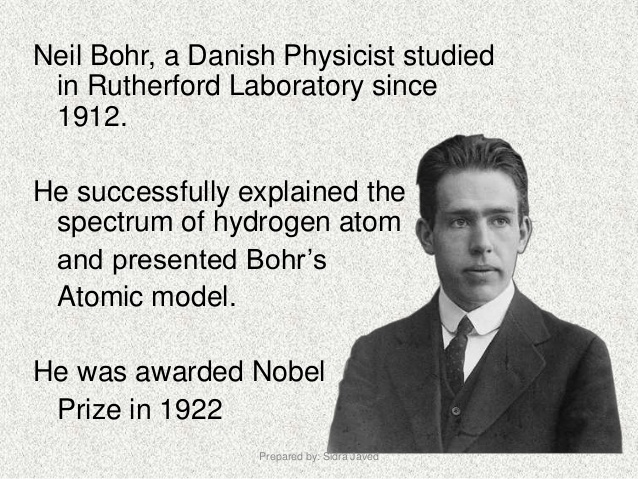 Neil Bohr, a Danish Physicist studied
in Rutherford Laboratory since
1912.
He successfully explained the
spectrum of hydrogen atom
and presented Bohr’s
Atomic model.
He was awarded Nobel
Prize in 1922
Prepared by: Sidra Javed